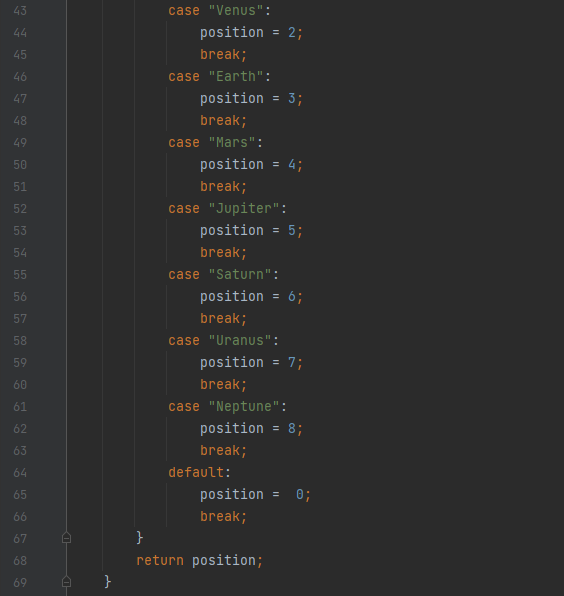 43 case "Venus":
44 position = 2;
45 break;
46 case "Earth":
47 position = 3;
48 break;
49 case "Mars":
50 position = 4;
51 break;
52 case "Jupiter":
53 position = 5;
54 break;
55 case "Saturn":
56 position = 6;
57 break;
58 case "Uranus":
59 position = 7;
60 break;
61 case "Neptune":
62 position = 8;
63 break;
64 default:
65 position =  0;
66 break;
67 }
68 return position;
69 }